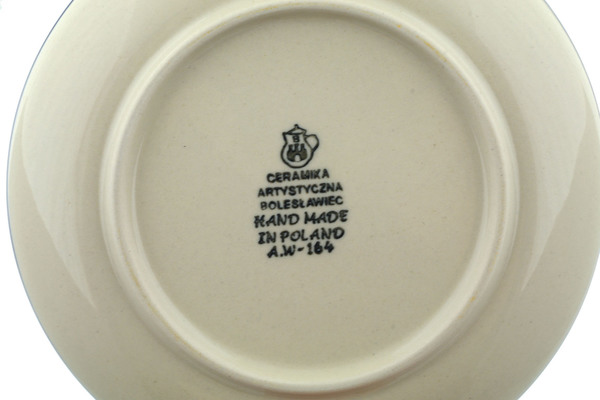 CERAMIKA
ARTYSTYCZNA
BOLESŁAWIEC
HAND MADE
IN POLAND
A.W-164